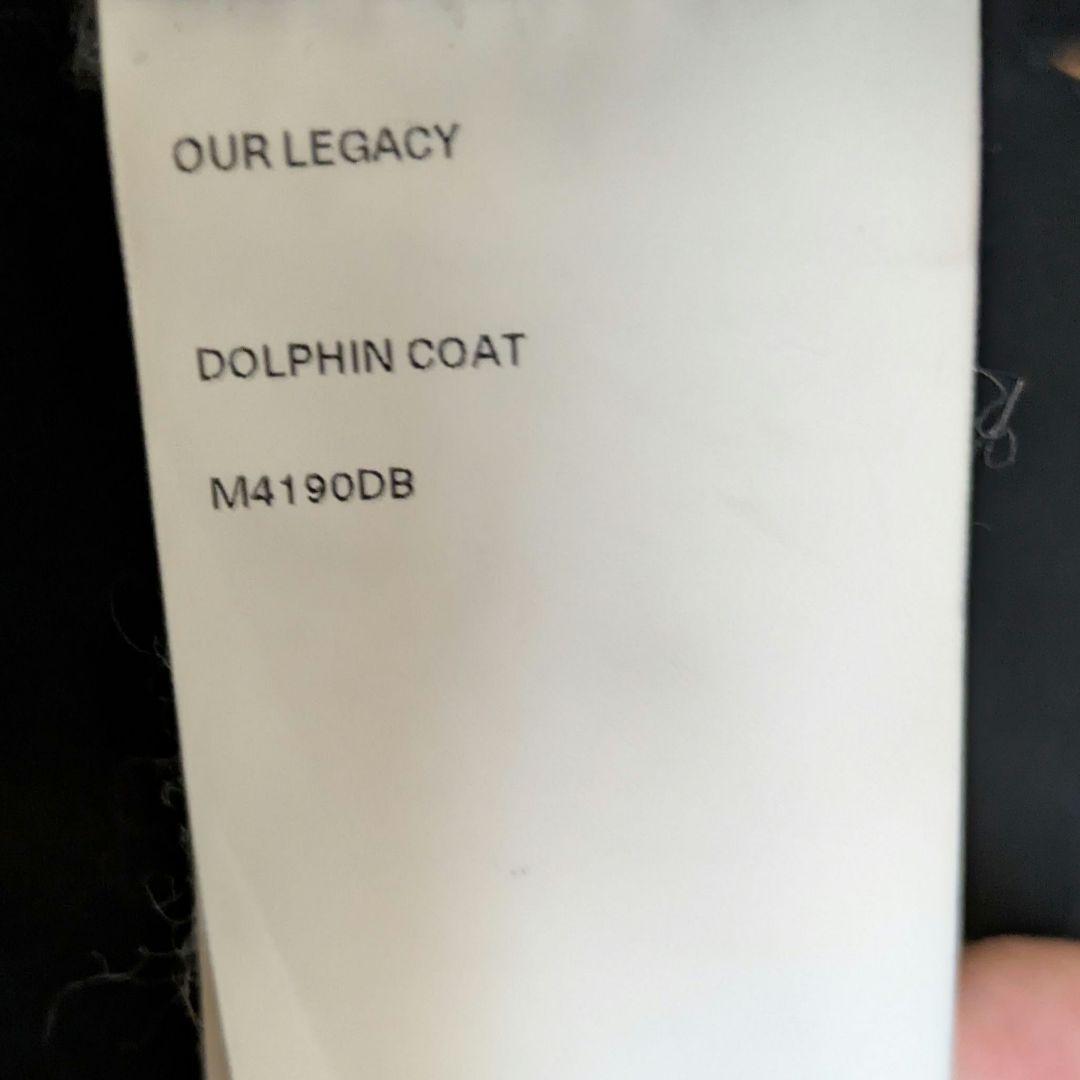 OUR LEGACY
DOLPHIN COAT
M4190DB